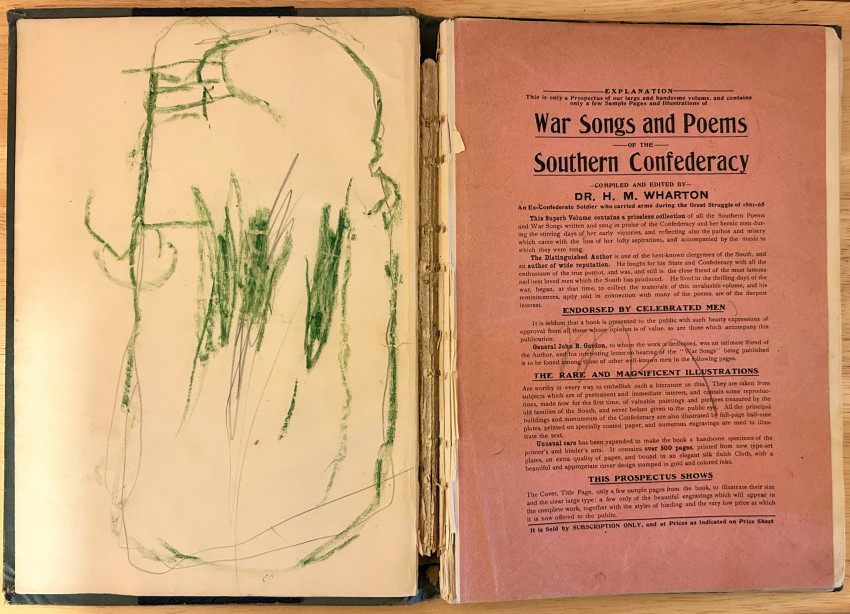 EXPLANATION
This is only a Prospectus of our large and handsome volume, and contains
only a few Sample Pages and Illustrations of
War Songs and Poems
OF THE
Southern Confederacy
—COMPILED AND EDITED BY—
DR. H. M. WHARTON
An Ex-Confederate Soldier who carried arms during the Great Struggle of 1861-65
This Superb Volume contains a priceless collection of all the Southern Poems
and War Songs written and sung in praise of the Confederacy and her heroic men dur-
ing the stirring days of her early victories, and reflecting also the pathos and misery
which came with the loss of her lofty aspirations, and accompanied by the music to
which they were sung.
The Distinguished Author is one of the best-known clergymen of the South, and
an author of wide reputation. He fought for his State and Confederacy with all the
enthusiasm of the true patriot, and was, and still is, the close friend of the most famous
and best loved men which the South has produced. He lived in the thrilling days of the
war, began, at that time, to collect the materials of this invaluable volume, and his
reminiscences, aptly told in connection with many of the poems, are of the deepest
interest.
ENDORSED BY CELEBRATED MEN
It is seldom that a book is presented to the public with such hearty expressions of
approval from all those whose opinion is of value, as are those which accompany this
publication.
General John B. Gordon, to whom the work is dedicated, was an intimate friend of
the Author, and his interesting letter on hearing of the "War Songs" being published
is to be found among those of other well-known men in the following pages.
THE RARE AND MAGNIFICENT ILLUSTRATIONS
Are worthy in every way to embellish such a literature as this. They are taken from
subjects which are of permanent and immediate interest, and contain some reproduc-
tions, made now for the first time, of valuable paintings and pictures treasured by the
old families of the South, and never before given to the public eye. All the principal
buildings and monuments of the Confederacy are also illustrated by full-page half-tone
plates, printed on specially coated paper, and numerous engravings are used to illus-
trate the text.
Unusual care has been expended to make the book a handsome specimen of the
printer's and binder's arts. It contains over 500 pages, printed from new type-set
plates, on extra quality of paper, and bound in an elegant silk finish Cloth, with a
beautiful and appropriate cover design stamped in gold and colored inks.
THIS PROSPECTUS SHOWS
The Cover, Title Page, only a few sample pages from the book, to illustrate their size
and the clear large type; a few only of the beautiful engravings which will appear in
the complete work, together with the styles of binding and the very low price at which
it is now offered to the public.
It is Sold by SUBSCRIPTION ONLY, and at Prices as Indicated on Price Sheet